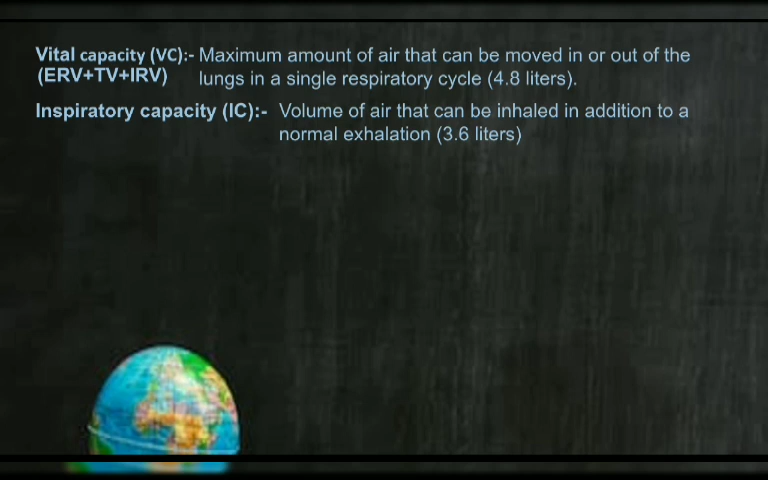 Vital capacity (VC):- Maximum amount of air that can be moved in or out of the
(ERV+TV+IRV) lungs in a single respiratory cycle (4.8 liters).
Inspiratory capacity (IC):- Volume of air that can be inhaled in addition to a
normal exhalation (3.6 liters)